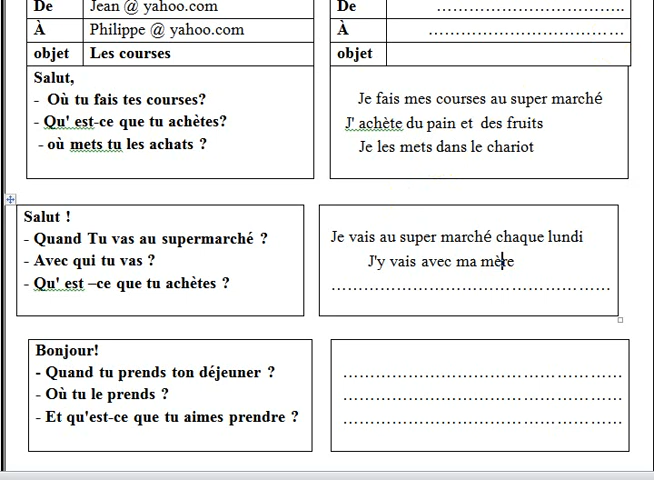 De Jean @ yahoo.com
À Philippe @ yahoo.com
objet Les courses
De ……………………………..
À ………………………………
objet
Salut,
- Où tu fais tes courses?
- Qu' est-ce que tu achètes?
- où mets tu les achats ?
Je fais mes courses au super marché
J' achète du pain et des fruits
Je les mets dans le chariot
Salut !
- Quand Tu vas au supermarché ?
- Avec qui tu vas ?
- Qu' est –ce que tu achètes ?
Je vais au super marché chaque lundi
J'y vais avec ma mère
……………………………………………
Bonjour!
- Quand tu prends ton déjeuner ?
- Où tu le prends ?
- Et qu'est-ce que tu aimes prendre ?
……………………………………………
……………………………………………
……………………………………………